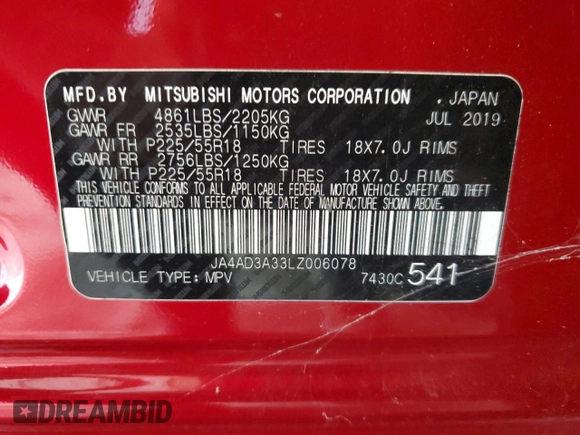 MFD.BY MITSUBISHI MOTORS CORPORATION . JAPAN
GVWR 4861LBS/2205KG JUL 2019
GAWR FR 2535LBS/1150KG
WITH P225/55R18 TIRES 18X7.0J RIMS
GAWR RR 2756LBS/1250KG
WITH P225/55R18 TIRES 18X7.0J RIMS
THIS VEHICLE CONFORMS TO ALL APPLICABLE FEDERAL MOTOR VEHICLE SAFETY AND THEFT
PREVENTION STANDARDS IN EFFECT ON THE DATE OF MANUFACTURE SHOWN ABOVE.
JA4AD3A33LZ006078
VEHICLE TYPE: MPV 7430C 541
DREAMBID